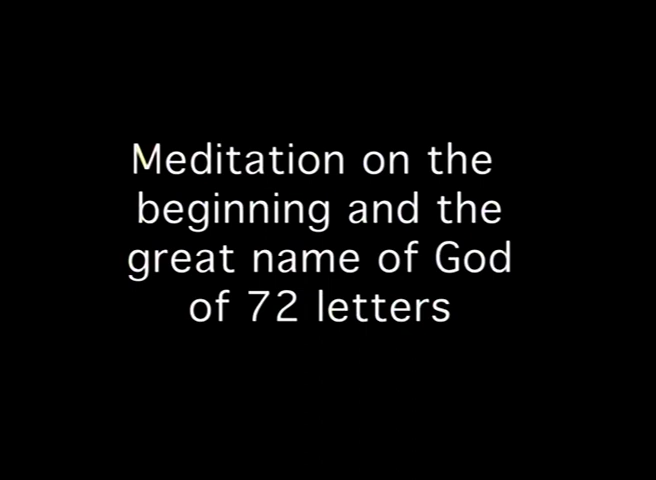 Meditation on the
beginning and the
great name of God
of 72 letters